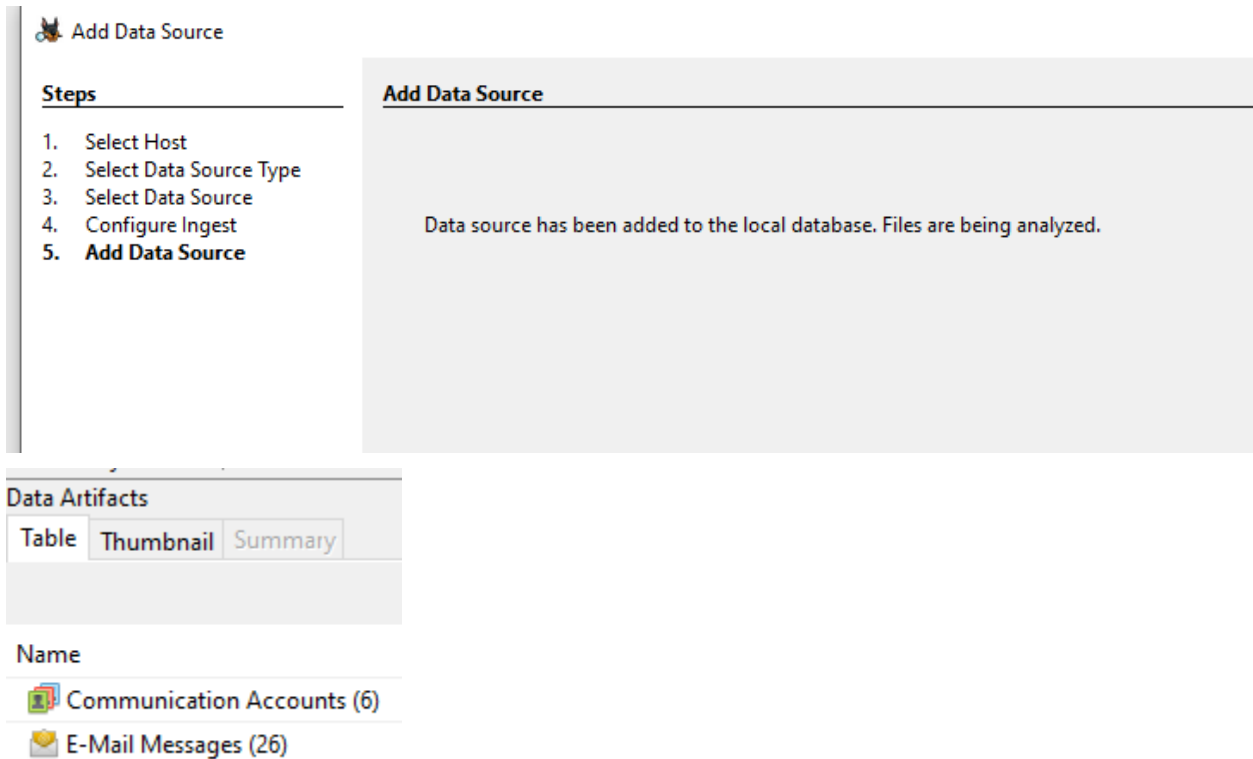 Add Data Source
Steps
1. Select Host
2. Select Data Source Type
3. Select Data Source
4. Configure Ingest
5. Add Data Source
Add Data Source
Data source has been added to the local database. Files are being analyzed.
Data Artifacts
Table Thumbnail Summary
Name
Communication Accounts (6)
E-Mail Messages (26)